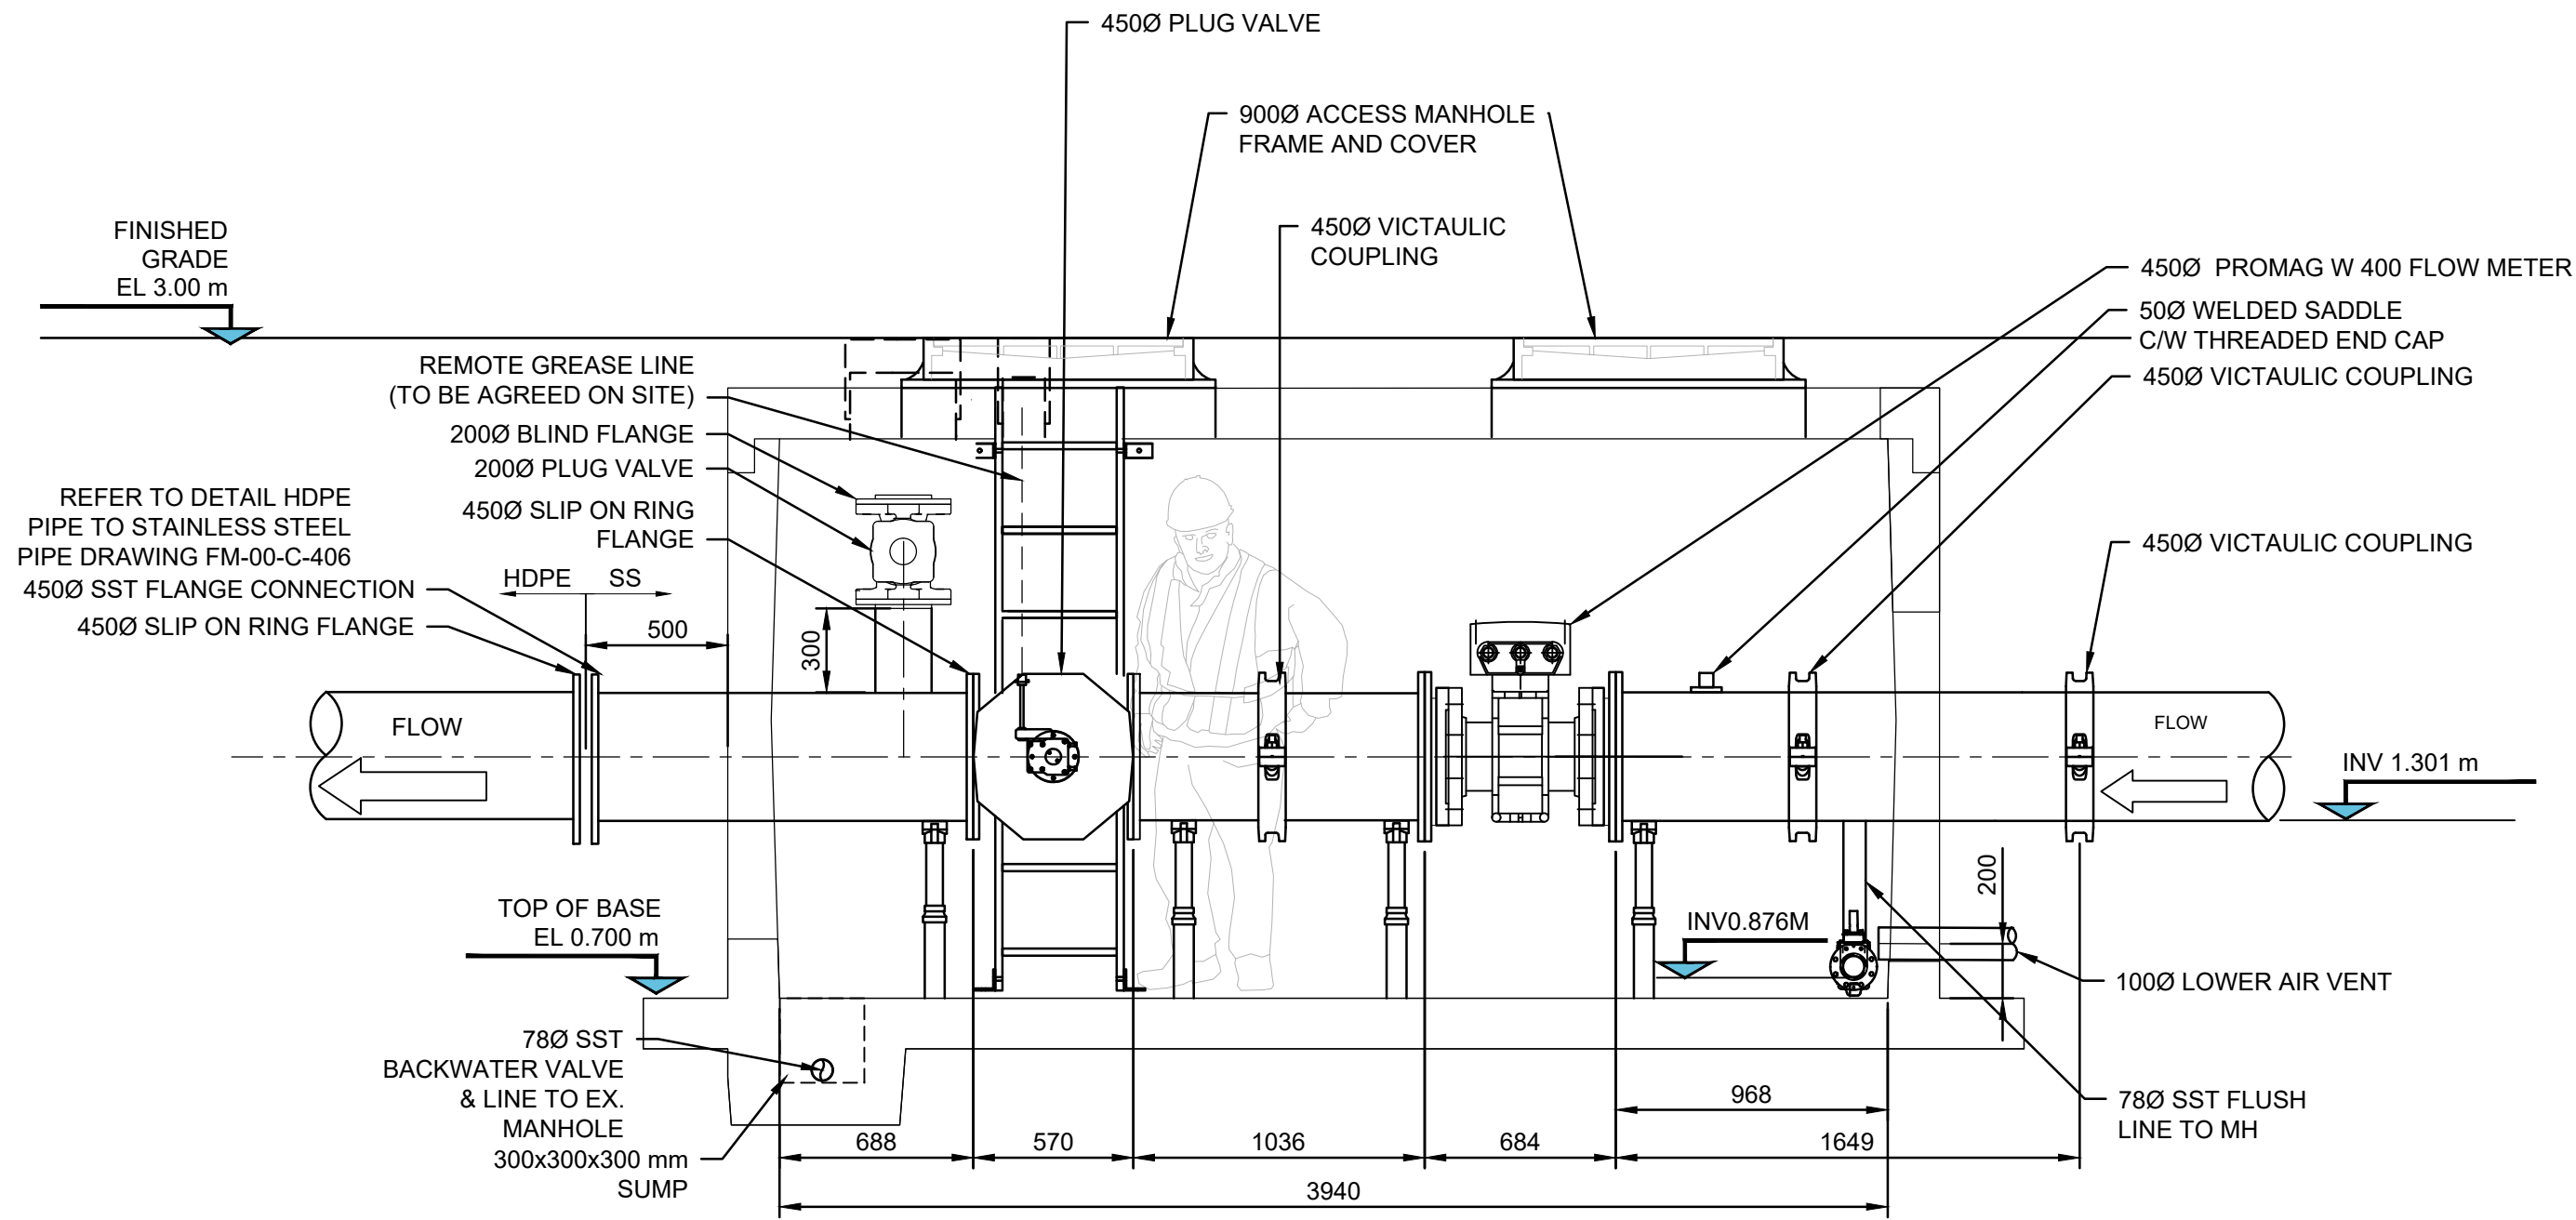 450Ø PLUG VALVE
900Ø ACCESS MANHOLE
FRAME AND COVER
FINISHED
GRADE
EL 3.00 m
450Ø VICTAULIC
COUPLING
450Ø PROMAG W 400 FLOW METER
50Ø WELDED SADDLE
C/W THREADED END CAP
450Ø VICTAULIC COUPLING
REMOTE GREASE LINE
(TO BE AGREED ON SITE)
200Ø BLIND FLANGE
200Ø PLUG VALVE
450Ø SLIP ON RING
FLANGE
REFER TO DETAIL HDPE
PIPE TO STAINLESS STEEL
PIPE DRAWING FM-00-C-406
450Ø SST FLANGE CONNECTION
450Ø SLIP ON RING FLANGE
HDPE SS
500
300
450Ø VICTAULIC COUPLING
FLOW
FLOW
INV 1.301 m
TOP OF BASE
EL 0.700 m
INV0.876M
200
100Ø LOWER AIR VENT
78Ø SST
BACKWATER VALVE
& LINE TO EX.
MANHOLE
300x300x300 mm
SUMP
78Ø SST FLUSH
LINE TO MH
968
688
570
1036
684
1649
3940